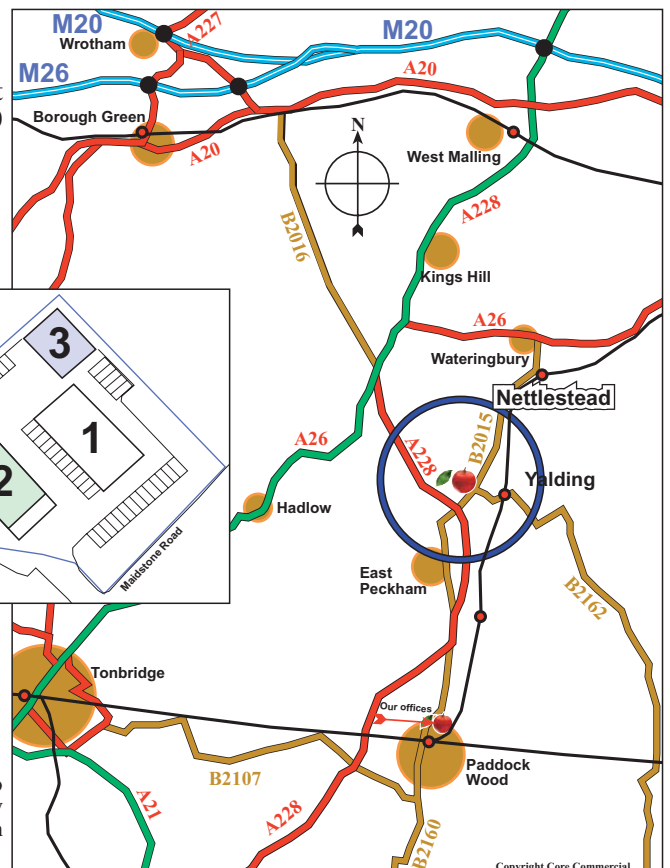 M20
Wrotham
A227
M20
M26
A20
Borough Green
A20
West Malling
N
A228
B2016
Kings Hill
A26
Wateringbury
3
1
2
Maidstone Road
Nettlestead
B2015
A26
A228
Yalding
Hadlow
East
Peckham
B2162
Tonbridge
Our offices
Paddock
Wood
B2107
A21
A228
B2160
Copyright Core Commercial